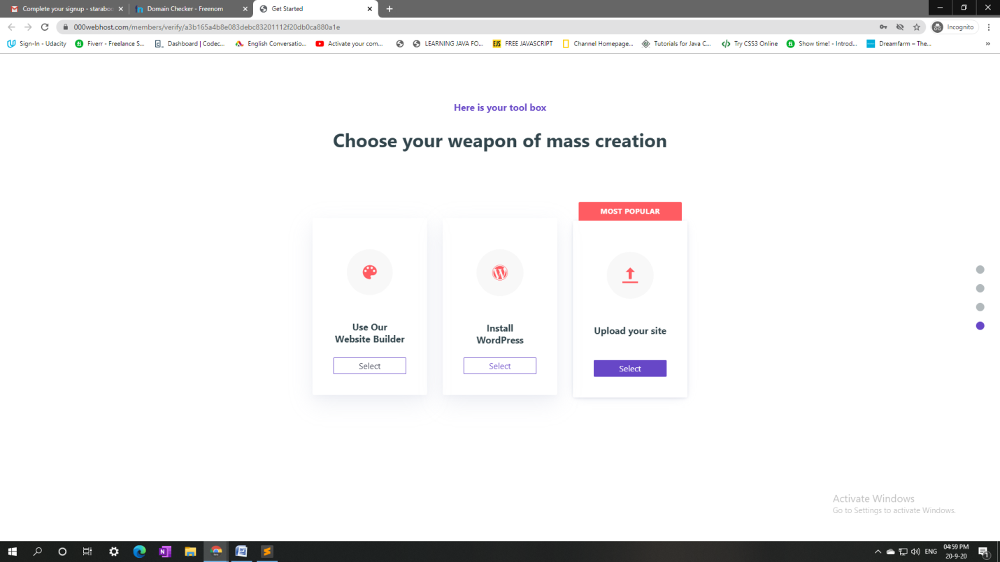 Complete your signup - staraboo
Domain Checker - Freenom
Get Started
000webhost.com/members/verify/a3b165a4b8e083debc83201112f20db0ca880a1e
Incognito
Sign-In - Udacity
Fiverr - Freelance S...
Dashboard | Codec...
English Conversatio...
Activate your com...
LEARNING JAVA FO...
EJS
FREE JAVASCRIPT
Channel Homepage...
Tutorials for Java C...
Try CSS3 Online
Show time! - Introd...
Dreamfarm – The...
»
Here is your tool box
Choose your weapon of mass creation
MOST POPULAR
Use Our
Website Builder
Select
Install
WordPress
Select
Upload your site
Select
Activate Windows
Go to Settings to activate Windows.
ENG
04:59 PM
20-9-20
1